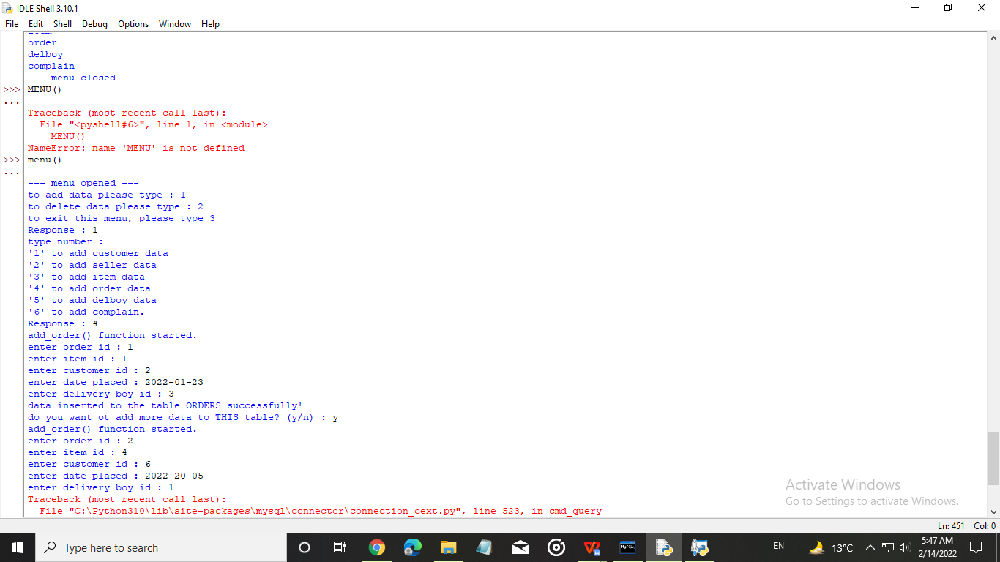 IDLE Shell 3.10.1
File Edit Shell Debug Options Window Help
order
delboy
complain
--- menu closed ---
>>> MENU()
...
Traceback (most recent call last):
  File "<pyshell#6>", line 1, in <module>
    MENU()
NameError: name 'MENU' is not defined
>>> menu()
...
--- menu opened ---
to add data please type : 1
to delete data please type : 2
to exit this menu, please type 3
Response : 1
type number :
'1' to add customer data
'2' to add seller data
'3' to add item data
'4' to add order data
'5' to add delboy data
'6' to add complain.
Response : 4
add_order() function started.
enter order id : 1
enter item id : 1
enter customer id : 2
enter date placed : 2022-01-23
enter delivery boy id : 3
data inserted to the table ORDERS successfully!
do you want ot add more data to THIS table? (y/n) : y
add_order() function started.
enter order id : 2
enter item id : 4
enter customer id : 6
enter date placed : 2022-20-05
enter delivery boy id : 1
Traceback (most recent call last):
  File "C:\Python310\lib\site-packages\mysql\connector\connection_cext.py", line 523, in cmd_query
Activate Windows
Go to Settings to activate Windows.
Ln: 451 Col: 0
Type here to search
EN
13°C
5:47 AM
2/14/2022